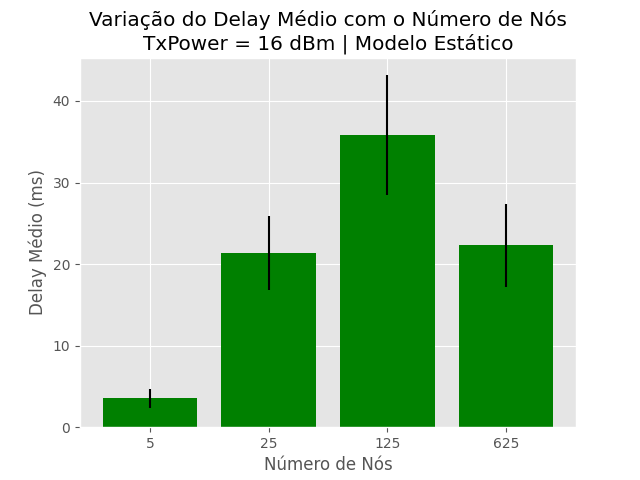 Variação do Delay Médio com o Número de Nós
TxPower = 16 dBm | Modelo Estático
Delay Médio (ms)
40
30
20
10
0
5 25 125 625
Número de Nós